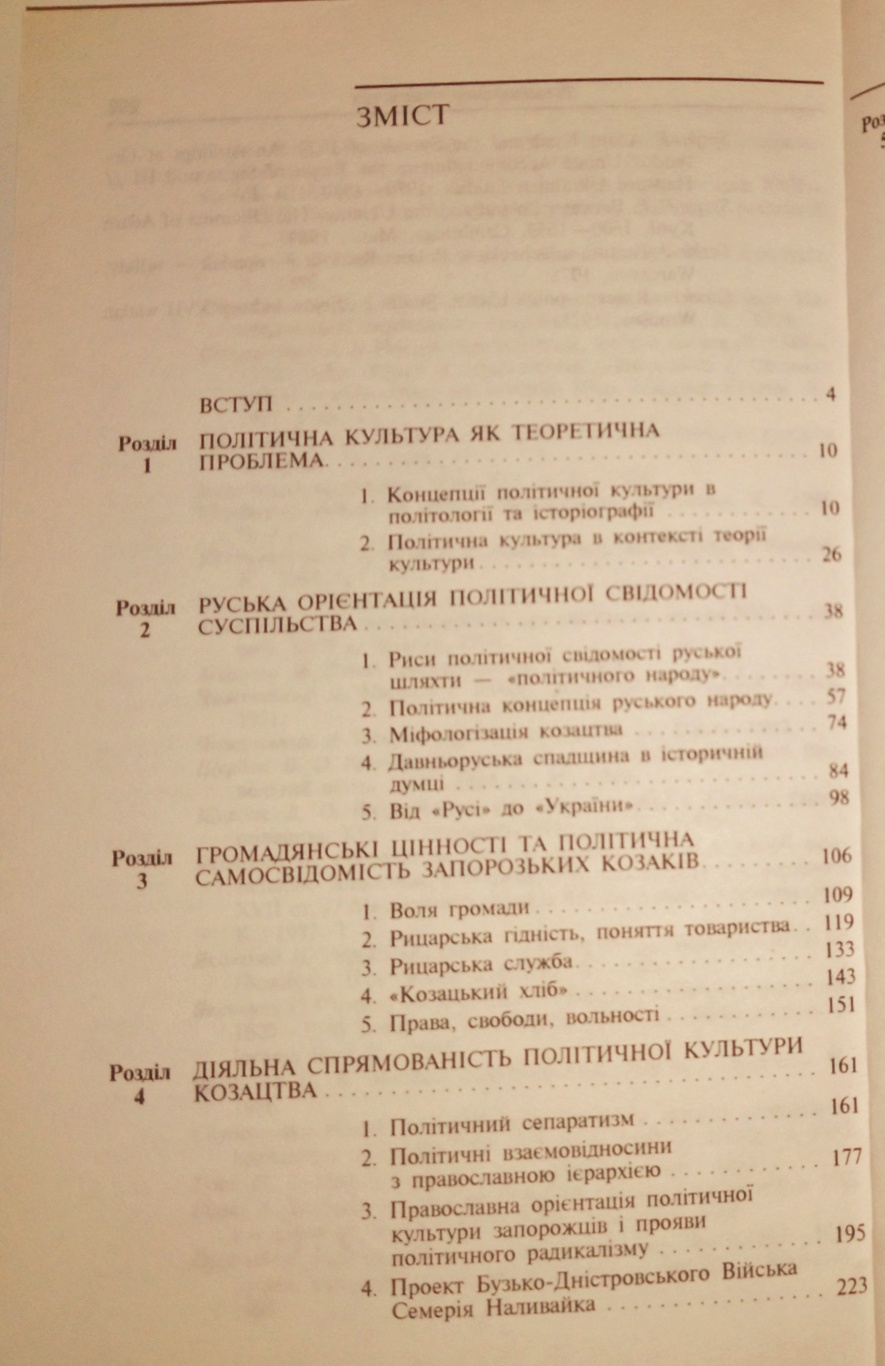 ЗМІСТ
ВСТУП 4
Розділ 1 ПОЛІТИЧНА КУЛЬТУРА ЯК ТЕОРЕТИЧНА
ПРОБЛЕМА 10
1. Концепції політичної культури в
політології та історіографії 10
2. Політична культура в контексті теорії
культури 26
Розділ 2 РУСЬКА ОРІЄНТАЦІЯ ПОЛІТИЧНОЇ СВІДОМОСТІ
СУСПІЛЬСТВА 38
1. Риси політичної свідомості руської
шляхти — «політичного народу» 38
2. Політична концепція руського народу 57
3. Міфологізація козацтва 74
4. Давньоруська спадщина в історичній
думці 84
5. Від «Русі» до «України» 98
Розділ 3 ГРОМАДЯНСЬКІ ЦІННОСТІ ТА ПОЛІТИЧНА
САМОСВІДОМІСТЬ ЗАПОРОЗЬКИХ КОЗАКІВ 106
1. Воля громади 109
2. Рицарська гідність, поняття товариства 119
3. Рицарська служба 133
4. «Козацький хліб» 143
5. Права, свободи, вольності 151
Розділ 4 ДІЯЛЬНА СПРЯМОВАНІСТЬ ПОЛІТИЧНОЇ КУЛЬТУРИ
КОЗАЦТВА 161
1. Політичний сепаратизм 161
2. Політичні взаємовідносини
з православною ієрархією 177
3. Православна орієнтація політичної
культури запорожців і прояви
політичного радикалізму 195
4. Проект Бузько-Дністровського Війська
Семерія Наливайка 223